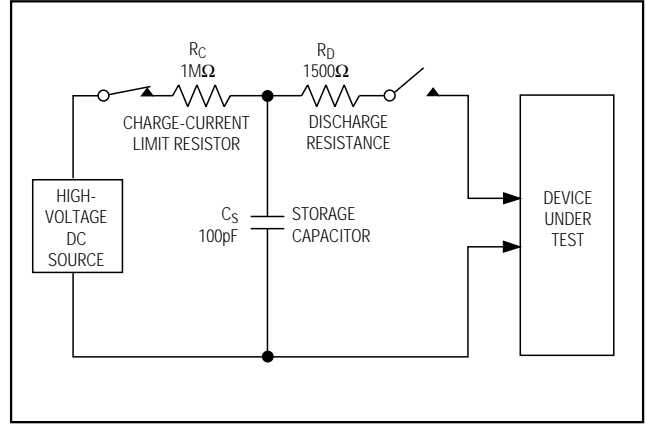 R_C
1MΩ
CHARGE-CURRENT
LIMIT RESISTOR
R_D
1500Ω
DISCHARGE
RESISTANCE
HIGH-
VOLTAGE
DC
SOURCE
C_S
100pF
STORAGE
CAPACITOR
DEVICE
UNDER
TEST